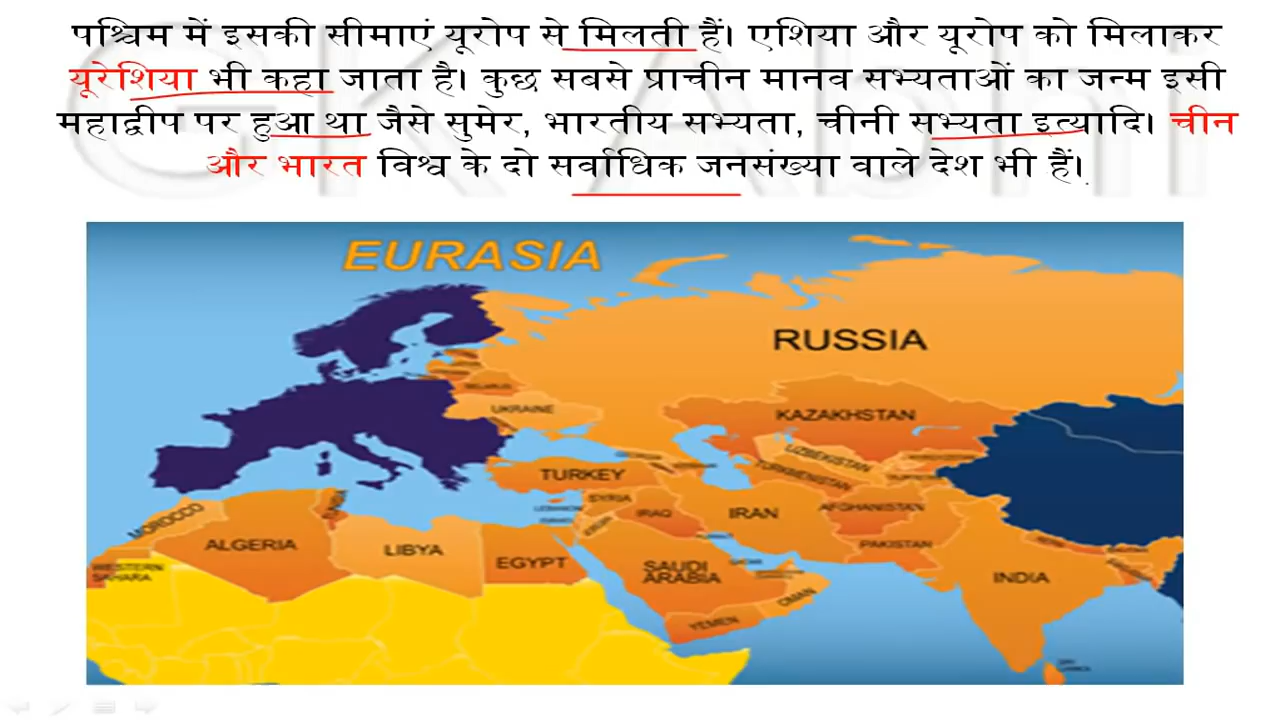 पश्चिम में इसकी सीमाएं यूरोप से मिलती हैं। एशिया और यूरोप को मिलाकर
यूरेशिया भी कहा जाता है। कुछ सबसे प्राचीन मानव सभ्यताओं का जन्म इसी
महाद्वीप पर हुआ था जैसे सुमेर, भारतीय सभ्यता, चीनी सभ्यता इत्यादि। चीन
और भारत विश्व के दो सर्वाधिक जनसंख्या वाले देश भी हैं।
EURASIA
RUSSIA
BELARUS
UKRAINE
KAZAKHSTAN
UZBEKISTAN
TURKMENISTAN
TURKEY
SYRIA
LEBANON
IRAQ
IRAN
AFGHANISTAN
PAKISTAN
MOROCCO
ALGERIA
LIBYA
EGYPT
WESTERN
SAHARA
SAUDI
ARABIA
OMAN
YEMEN
INDIA